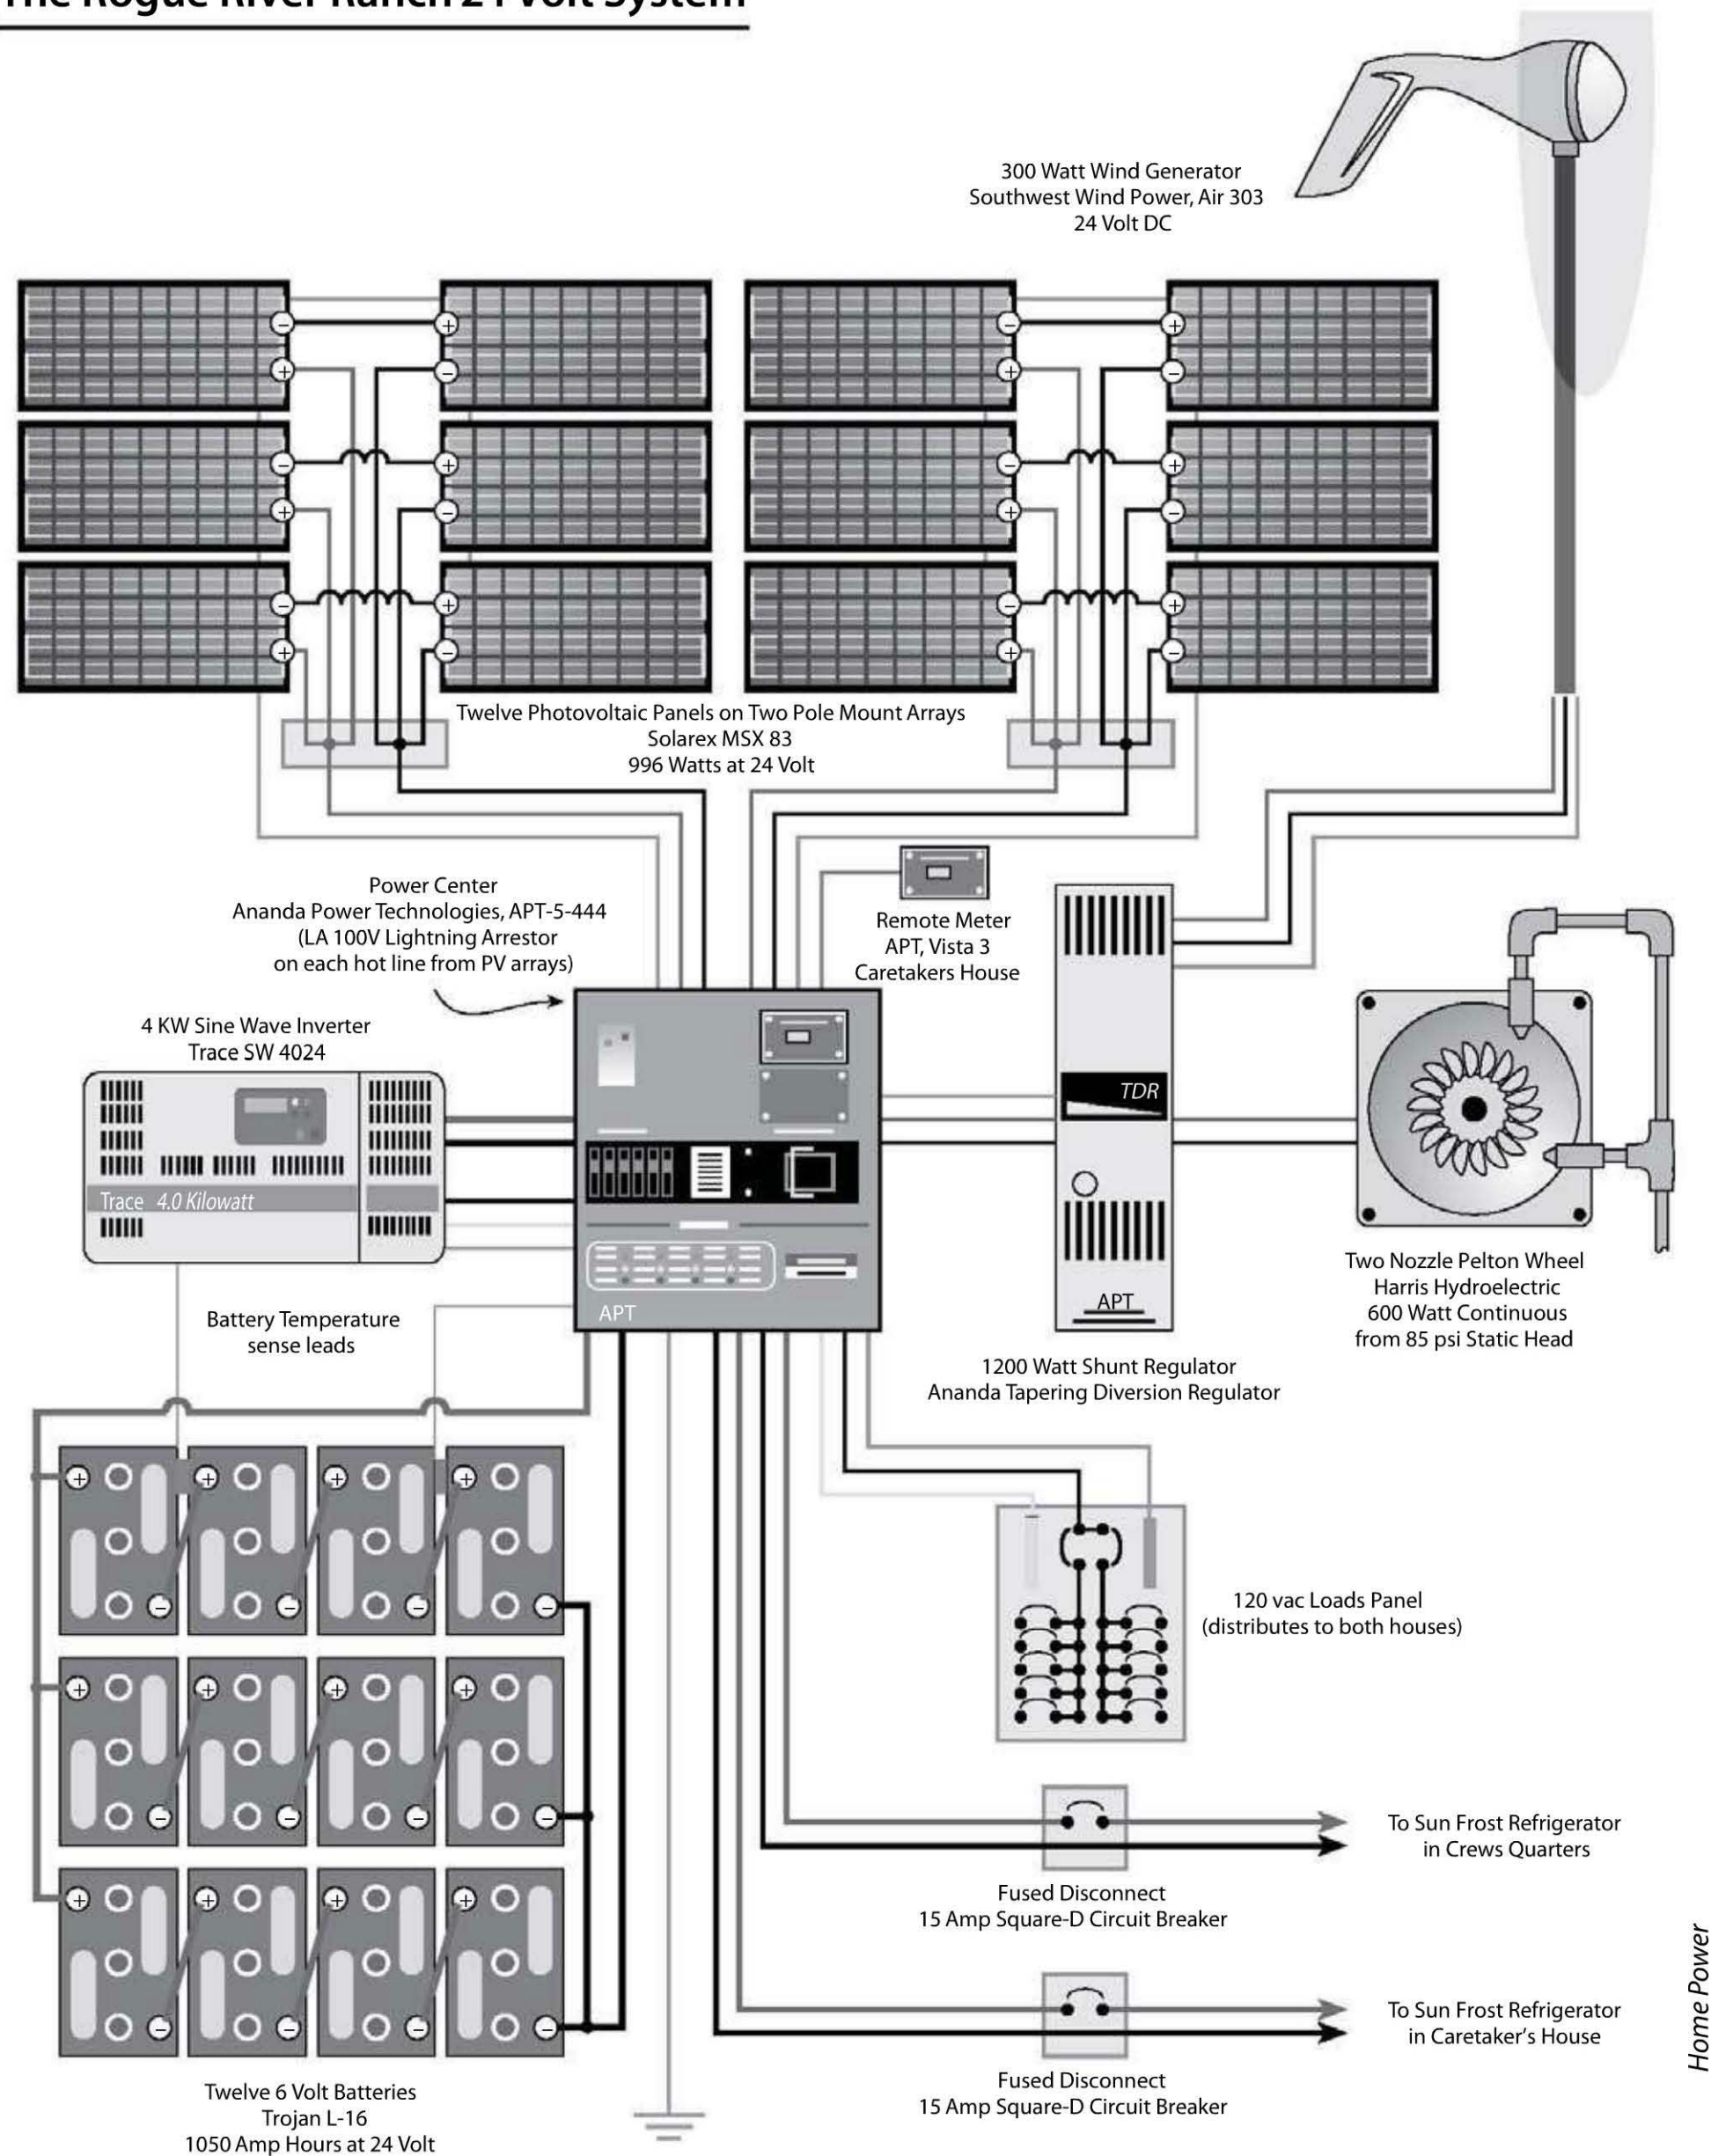 The Rogue River Ranch 24 Volt System
300 Watt Wind Generator
Southwest Wind Power, Air 303
24 Volt DC
Twelve Photovoltaic Panels on Two Pole Mount Arrays
Solarex MSX 83
996 Watts at 24 Volt
Power Center
Ananda Power Technologies, APT-5-444
(LA 100V Lightning Arrestor
on each hot line from PV arrays)
Remote Meter
APT, Vista 3
Caretakers House
4 KW Sine Wave Inverter
Trace SW 4024
TDR
Trace 4.0 Kilowatt
APT
APT
Two Nozzle Pelton Wheel
Harris Hydroelectric
600 Watt Continuous
from 85 psi Static Head
Battery Temperature
sense leads
1200 Watt Shunt Regulator
Ananda Tapering Diversion Regulator
120 vac Loads Panel
(distributes to both houses)
To Sun Frost Refrigerator
in Crews Quarters
Fused Disconnect
15 Amp Square-D Circuit Breaker
To Sun Frost Refrigerator
in Caretaker's House
Fused Disconnect
15 Amp Square-D Circuit Breaker
Twelve 6 Volt Batteries
Trojan L-16
1050 Amp Hours at 24 Volt
Home Power